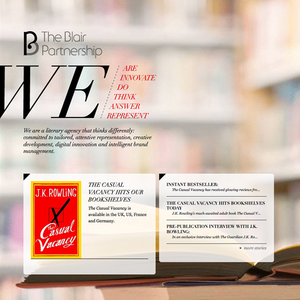 The Blair
Partnership
WE
ARE
INNOVATE
DO
THINK
ANSWER
REPRESENT
We are a literary agency that thinks differently:
committed to tailored, attentive representation, creative
development, digital innovation and intelligent brand
management.
J.K. ROWLING
The
Casual
Vacancy
THE CASUAL
VACANCY HITS OUR
BOOKSHELVES
The Casual Vacancy is
available in the UK, US, France
and Germany.
INSTANT BESTSELLER:
The Casual Vacancy has received glowing reviews fro...
THE CASUAL VACANCY HITS BOOKSHELVES
TODAY
J.K. Rowling's much awaited adult book The Casual V...
PRE-PUBLICATION INTERVIEW WITH J.K.
ROWLING:
In an exclusive interview with The Guardian J.K. Ro...
MORE STORIES